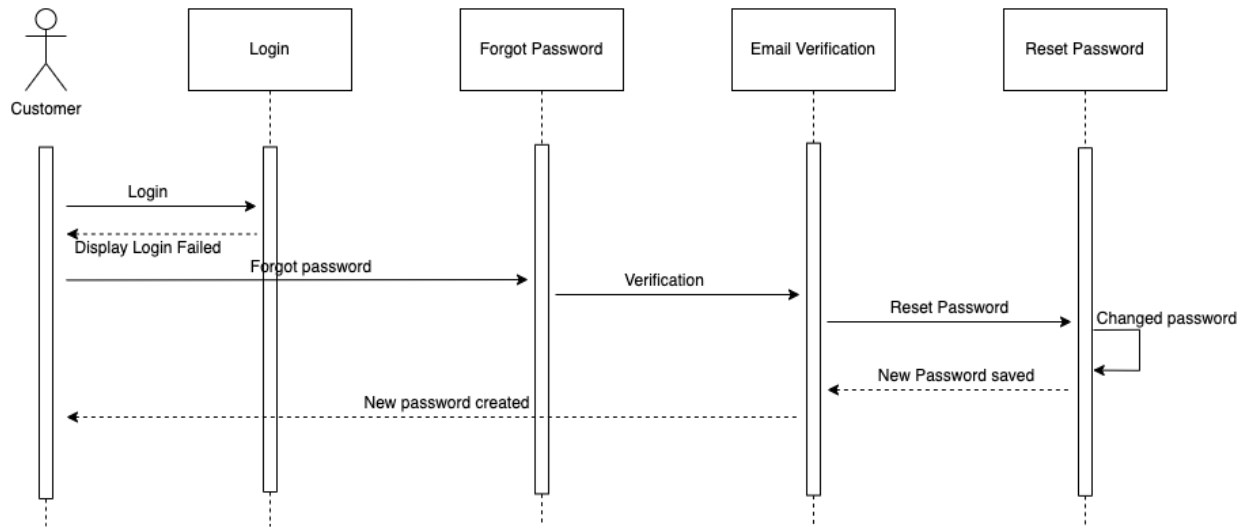 Login
Forgot Password
Email Verification
Reset Password
Customer
Login
Display Login Failed
Forgot password
Verification
Reset Password
Changed password
New Password saved
New password created